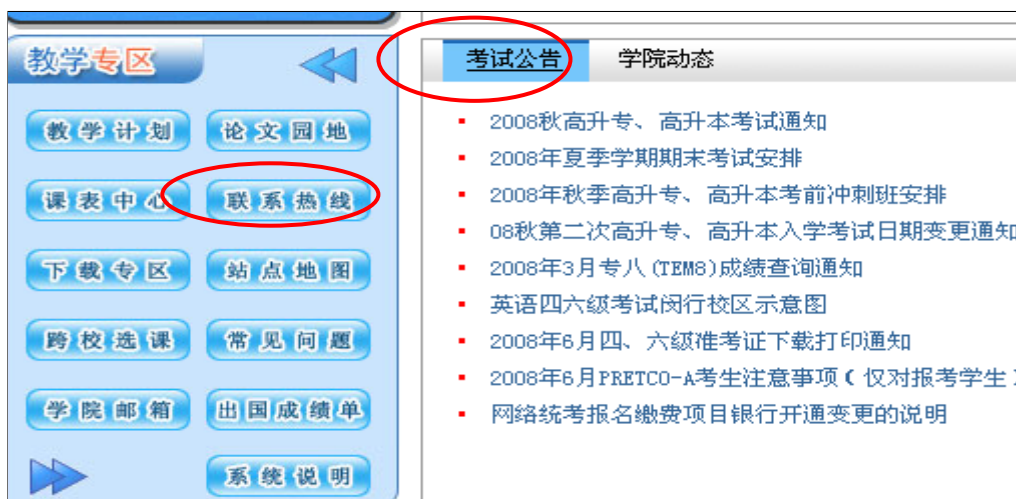 教学专区
教学计划
论文园地
课表中心
联系热线
下载专区
站点地图
跨校选课
常见问题
学院邮箱
出国成绩单
系统说明
考试公告
学院动态
2008秋高升专、高升本考试通知
2008年夏季学期期末考试安排
2008年秋季高升专、高升本考前冲刺班安排
08秋第二次高升专、高升本入学考试日期变更通知
2008年3月专八(TEM8)成绩查询通知
英语四六级考试闵行校区示意图
2008年6月四、六级准考证下载打印通知
2008年6月PRETCO-A考生注意事项(仅对报考学生)
网络统考报名缴费项目银行开通变更的说明